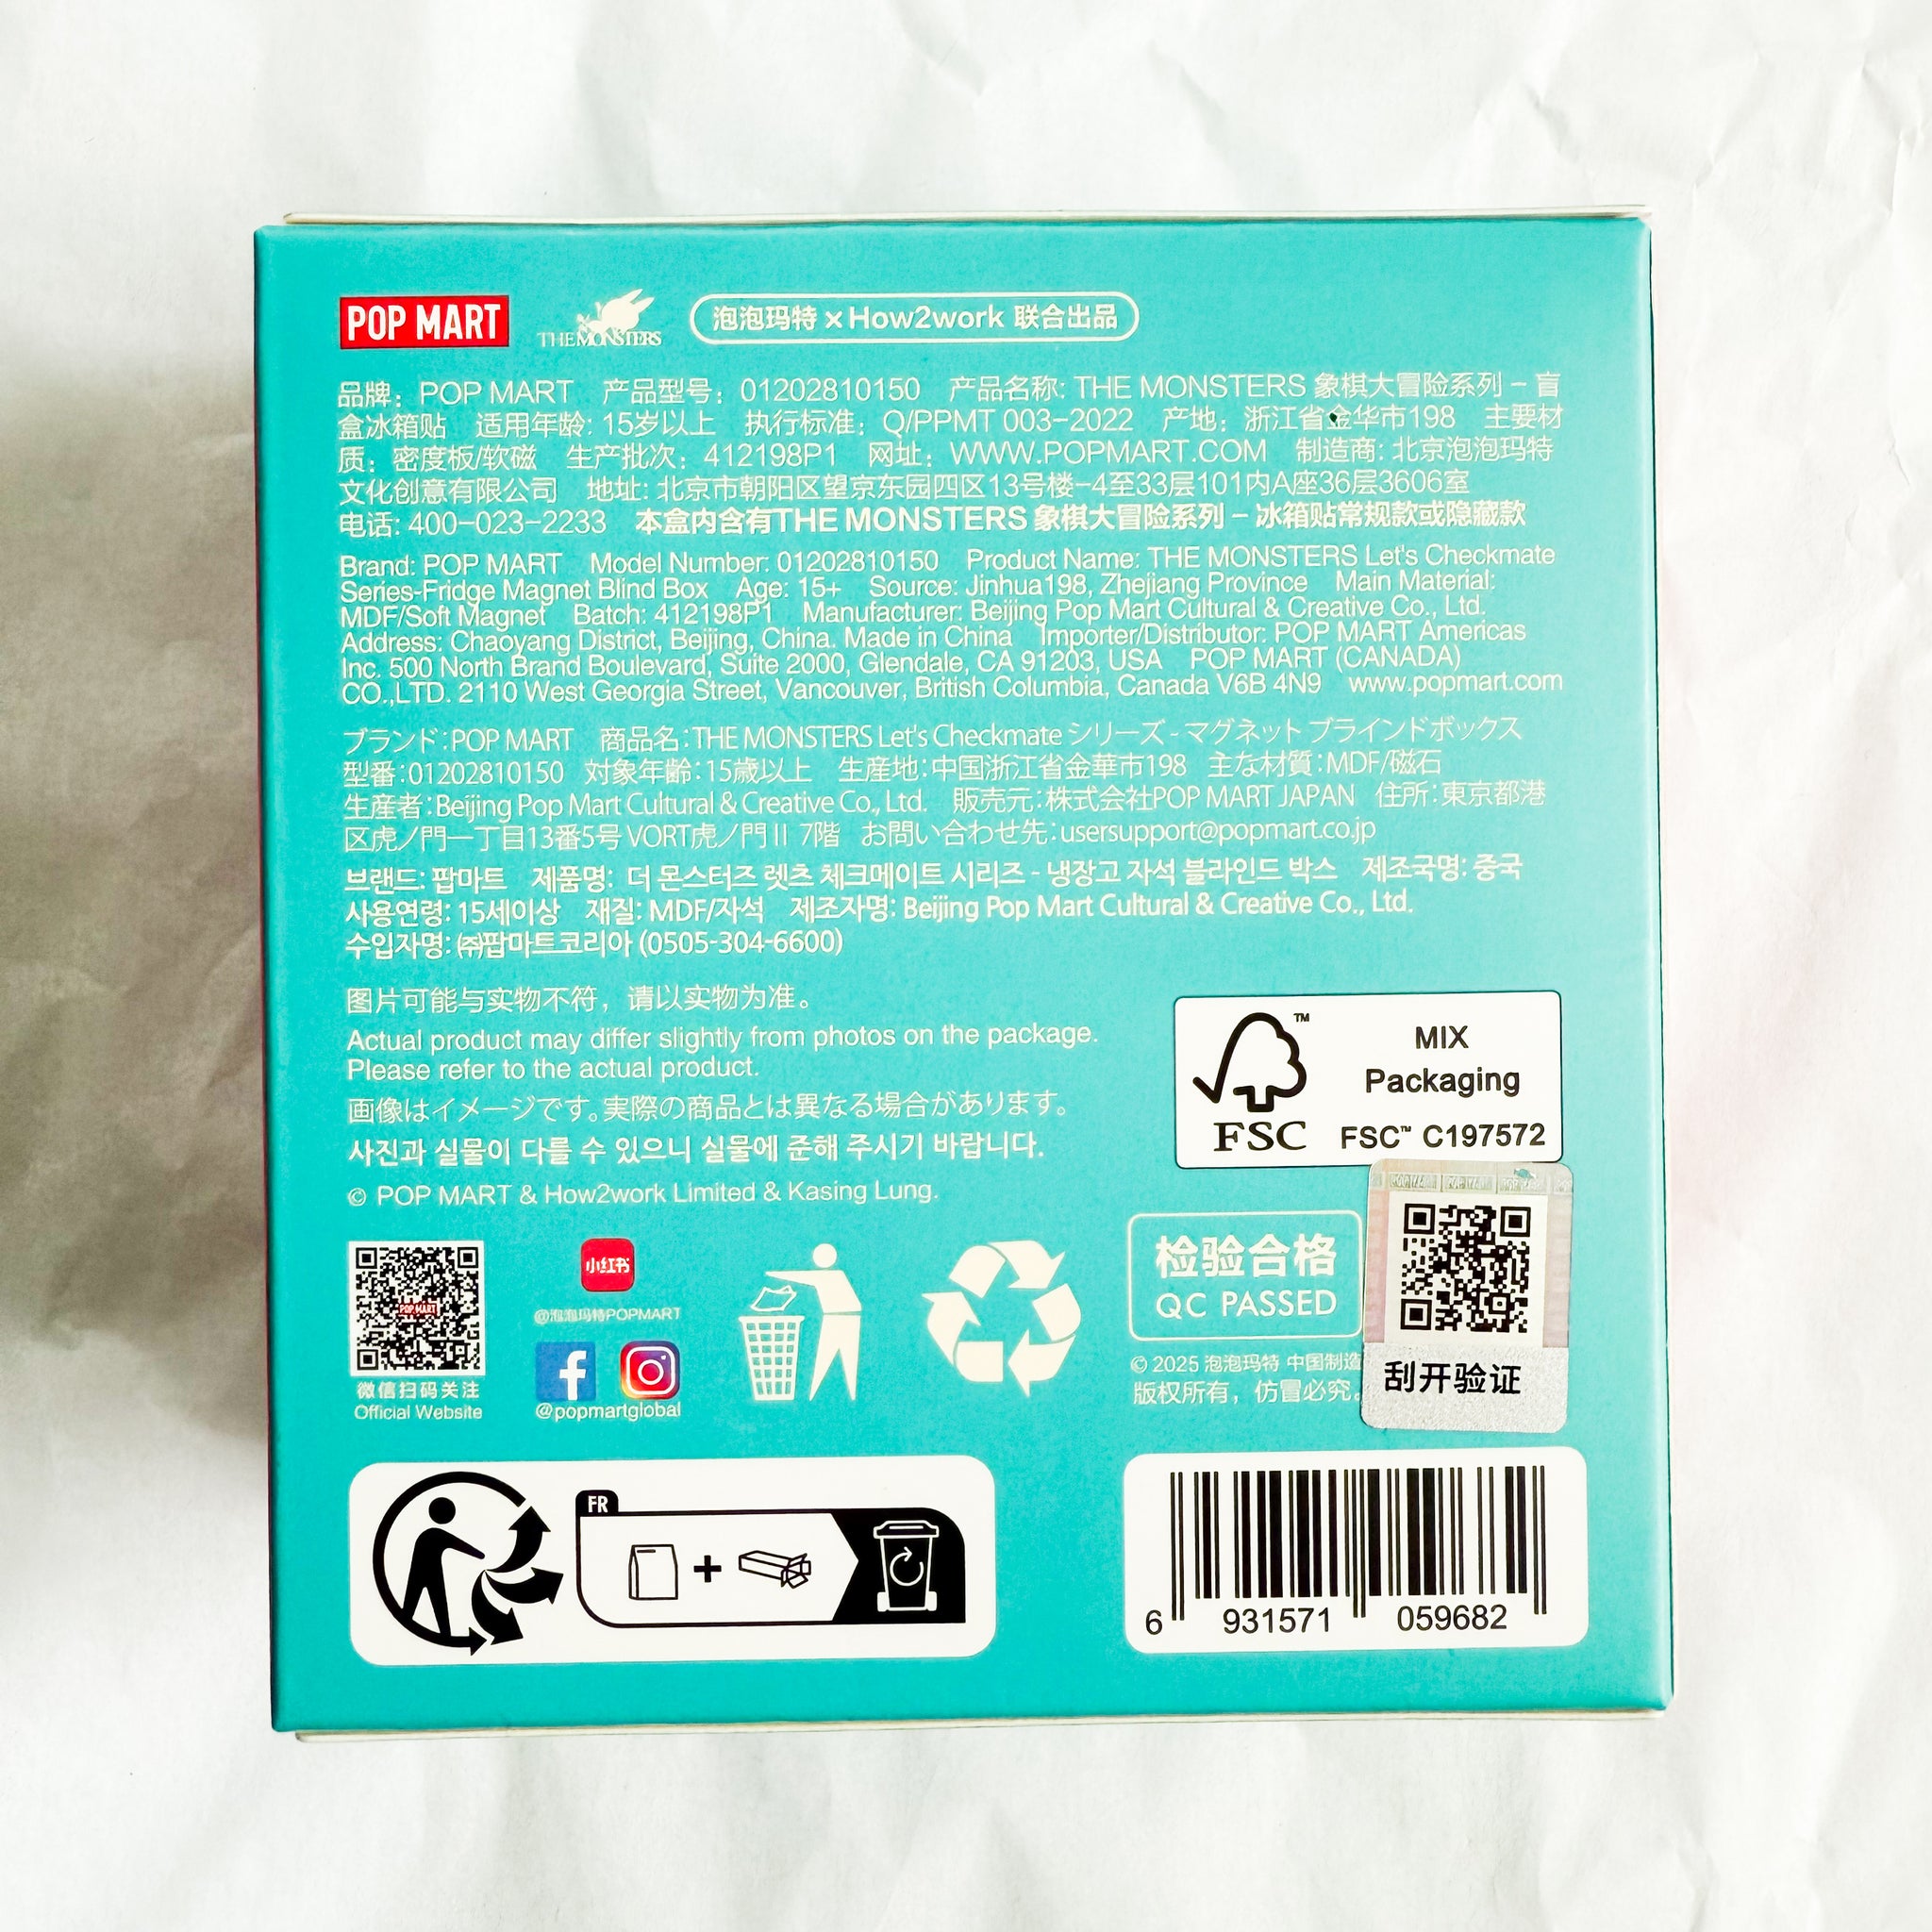 POP MART
THE MONSTERS
泡泡玛特 x How2work 联合出品
品牌：POP MART 产品型号：01202810150 产品名称: THE MONSTERS 象棋大冒险系列 – 盲
盒冰箱贴 适用年龄: 15岁以上 执行标准：Q/PPMT 003-2022 产地：浙江省金华市198 主要材
质：密度板/软磁 生产批次：412198P1 网址：WWW.POPMART.COM 制造商: 北京泡泡玛特
文化创意有限公司 地址: 北京市朝阳区望京东园四区13号楼-4至33层101内A座36层3606室
电话: 400-023-2233 本盒内含有THE MONSTERS 象棋大冒险系列 – 冰箱贴常规款或隐藏款
Brand: POP MART Model Number: 01202810150 Product Name: THE MONSTERS Let's Checkmate
Series-Fridge Magnet Blind Box Age: 15+ Source: Jinhua198, Zhejiang Province Main Material:
MDF/Soft Magnet Batch: 412198P1 Manufacturer: Beijing Pop Mart Cultural & Creative Co., Ltd.
Address: Chaoyang District, Beijing, China. Made in China Importer/Distributor: POP MART Americas
Inc. 500 North Brand Boulevard, Suite 2000, Glendale, CA 91203, USA POP MART (CANADA)
CO.,LTD. 2110 West Georgia Street, Vancouver, British Columbia, Canada V6B 4N9 www.popmart.com
ブランド：POP MART 商品名：THE MONSTERS Let's Checkmate シリーズ - マグネット ブラインドボックス
型番：01202810150 対象年齢：15歳以上 生産地：中国浙江省金華市198 主な材質：MDF/磁石
生産者：Beijing Pop Mart Cultural & Creative Co., Ltd. 販売元：株式会社POP MART JAPAN 住所：東京都港
区虎ノ門一丁目13番5号 VORT虎ノ門II 7階 お問い合わせ先：usersupport@popmart.co.jp
브랜드: 팝마트 제품명: 더 몬스터즈 렛츠 체크메이트 시리즈 - 냉장고 자석 블라인드 박스 제조국명: 중국
사용연령: 15세이상 재질: MDF/자석 제조자명: Beijing Pop Mart Cultural & Creative Co., Ltd.
수입자명: ㈜팝마트코리아 (0505-304-6600)
图片可能与实物不符，请以实物为准。
Actual product may differ slightly from photos on the package.
Please refer to the actual product.
画像はイメージです。実際の商品とは異なる場合があります。
사진과 실물이 다를 수 있으니 실물에 준해 주시기 바랍니다.
© POP MART & How2work Limited & Kasing Lung.
MIX
Packaging
FSC
FSC™ C197572
POP MART
微信扫码关注
Official Website
小红书
@泡泡玛特POPMART
@popmartglobal
检验合格
QC PASSED
© 2025 泡泡玛特 中国制造
版权所有，仿冒必究。
刮开验证
FR
6 931571 059682